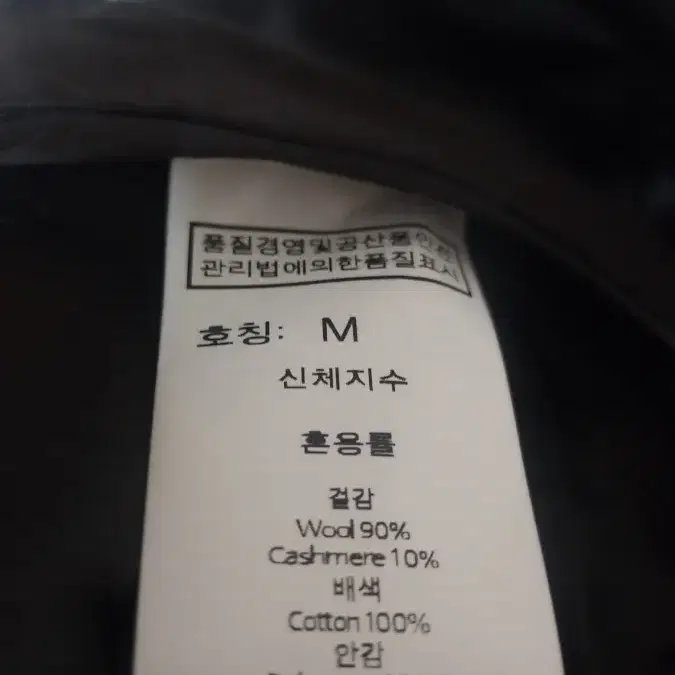 품질경영및공산품안전
관리법에의한품질표시
호칭: M
신체지수
혼용률
겉감
Wool 90%
Cashmere 10%
배색
Cotton 100%
안감